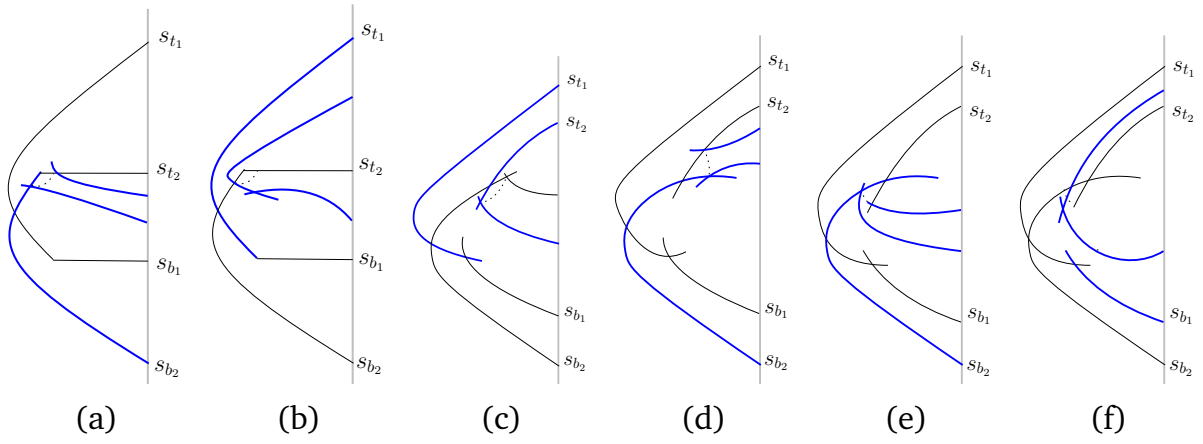 s_{t_1} s_{t_1} s_{t_1} s_{t_1} s_{t_1} s_{t_1}
s_{t_2} s_{t_2} s_{t_2} s_{t_2} s_{t_2} s_{t_2}
s_{b_1} s_{b_1} s_{b_1} s_{b_1} s_{b_1} s_{b_1}
s_{b_2} s_{b_2} s_{b_2} s_{b_2} s_{b_2} s_{b_2}
(a) (b) (c) (d) (e) (f)